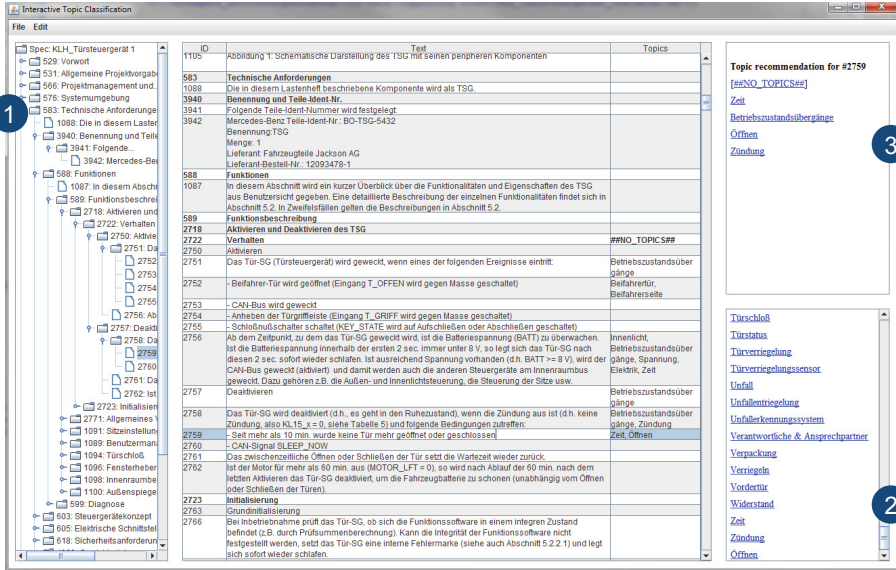 Interactive Topic Classification
File Edit
Spec: KLH_Türsteuergerät 1
529: Vorwort
531: Allgemeine Projektvorgab
566: Projektmanagement und..
576: Systemumgebung
583: Technische Anforderunge
1088: Die in diesem Lasten
3940: Benennung und Teile
3941: Folgende...
3942: Mercedes-Be
588: Funktionen
1087: In diesem Abschn
589: Funktionsbeschrei
2718: Aktivieren und
2722: Verhalten
2750: Aktivie
2751: Da
2752
2753
2754
2755
2756: Ab
2757: Deakti
2758: Da
2759
2760
2761: Da
2762: Ist
2723: Initialisier
2771: Allgemeines V
1091: Sitzeinstellun
1089: Benutzerman
1094: Türschloß
1096: Fensterheber
1098: Innenraumbe
1100: Außenspiege
599: Diagnose
603: Steuergerätekonzept
605: Elektrische Schnittstel
618: Sicherheitsanforderun
1
ID Text Topics
1105 Abbildung 1: Schematische Darstellung des TSG mit seinen peripheren Komponenten
583 Technische Anforderungen
1088 Die in diesem Lastenheft beschriebene Komponente wird als TSG.
3940 Benennung und Teile-Ident-Nr.
3941 Folgende Teile-Ident-Nummer wird festgelegt:
3942 Mercedes-Benz Teile-Ident-Nr.: BO-TSG-5432
Benennung:TSG
Menge: 1
Lieferant: Fahrzeugteile Jackson AG
Lieferant-Bestell-Nr.: 12093478-1
588 Funktionen
1087 In diesem Abschnitt wird ein kurzer Überblick über die Funktionalitäten und Eigenschaften des TSG
aus Benutzersicht gegeben. Eine detaillierte Beschreibung der einzelnen Funktionalitäten findet sich in
Abschnitt 5.2. In Zweifelsfällen gelten die Beschreibungen in Abschnitt 5.2.
589 Funktionsbeschreibung
2718 Aktivieren und Deaktivieren des TSG
2722 Verhalten ##NO_TOPICS##
2750 Aktivieren
2751 Das Tür-SG (Türsteuergerät) wird geweckt, wenn eines der folgenden Ereignisse eintritt: Betriebszustandsüber
gänge
2752 - Beifahrer-Tür wird geöffnet (Eingang T_OFFEN wird gegen Masse geschaltet) Beifahrertür,
Beifahrerseite
2753 - CAN-Bus wird geweckt
2754 - Anheben der Türgriffleiste (Eingang T_GRIFF wird gegen Masse geschaltet)
2755 - Schloßnußschalter schaltet (KEY_STATE wird auf Aufschließen oder Abschließen geschaltet)
2756 Ab dem Zeitpunkt, zu dem das Tür-SG geweckt wird, ist die Batteriespannung (BATT) zu überwachen. Innenlicht,
Ist die Batteriespannung innerhalb der ersten 2 sec. immer unter 8 V, so legt sich das Tür-SG nach Betriebszustandsüber
diesen 2 sec. sofort wieder schlafen. Ist ausreichend Spannung vorhanden (d.h. BATT >= 8 V), wird der gänge, Spannung,
CAN-Bus geweckt (aktiviert) und damit werden auch die anderen Steuergeräte am Innenraumbus Elektrik, Zeit
geweckt. Dazu gehören z.B. die Außen- und Innenlichtsteuerung, die Steuerung der Sitze usw.
2757 Deaktivieren Betriebszustandsüber
gänge
2758 Das Tür-SG wird deaktiviert (d.h., es geht in den Ruhezustand), wenn die Zündung aus ist (d.h. keine Betriebszustandsüber
Zündung, also KL15_x = 0, siehe Tabelle 5) und folgende Bedingungen zutreffen: gänge, Zündung
2759 - Seit mehr als 10 min. wurde keine Tür mehr geöffnet oder geschlossen Zeit, Öffnen
2760 - CAN-Signal SLEEP_NOW
2761 Das zwischenzeitliche Öffnen oder Schließen der Tür setzt die Wartezeit wieder zurück.
2762 Ist der Motor für mehr als 60 min. aus (MOTOR_LFT = 0), so wird nach Ablauf der 60 min. nach dem
letzten Aktivieren das Tür-SG deaktiviert, um die Fahrzeugbatterie zu schonen (unabhängig vom Öffnen
oder Schließen der Türen).
2723 Initialisierung
2763 Grundinitialisierung
2766 Bei Inbetriebnahme prüft das Tür-SG, ob sich die Funktionssoftware in einem integren Zustand
befindet (z.B. durch Prüfsummenberechnung). Kann die Integrität der Funktionssoftware nicht
festgestellt werden, setzt das Tür-SG eine interne Fehlermarke (siehe auch Abschnitt 5.2.2.1) und legt
sich sofort wieder schlafen.
Topic recommendation for #2759
[##NO_TOPICS##]
Zeit
Betriebszustandsübergänge
Öffnen
Zündung
3
Türschloß
Türstatus
Türverriegelung
Türverriegelungssensor
Unfall
Unfallentriegelung
Unfallerkennungssystem
Verantwortliche & Ansprechpartner
Verpackung
Verriegeln
Vordertür
Widerstand
Zeit
Zündung
Öffnen
2